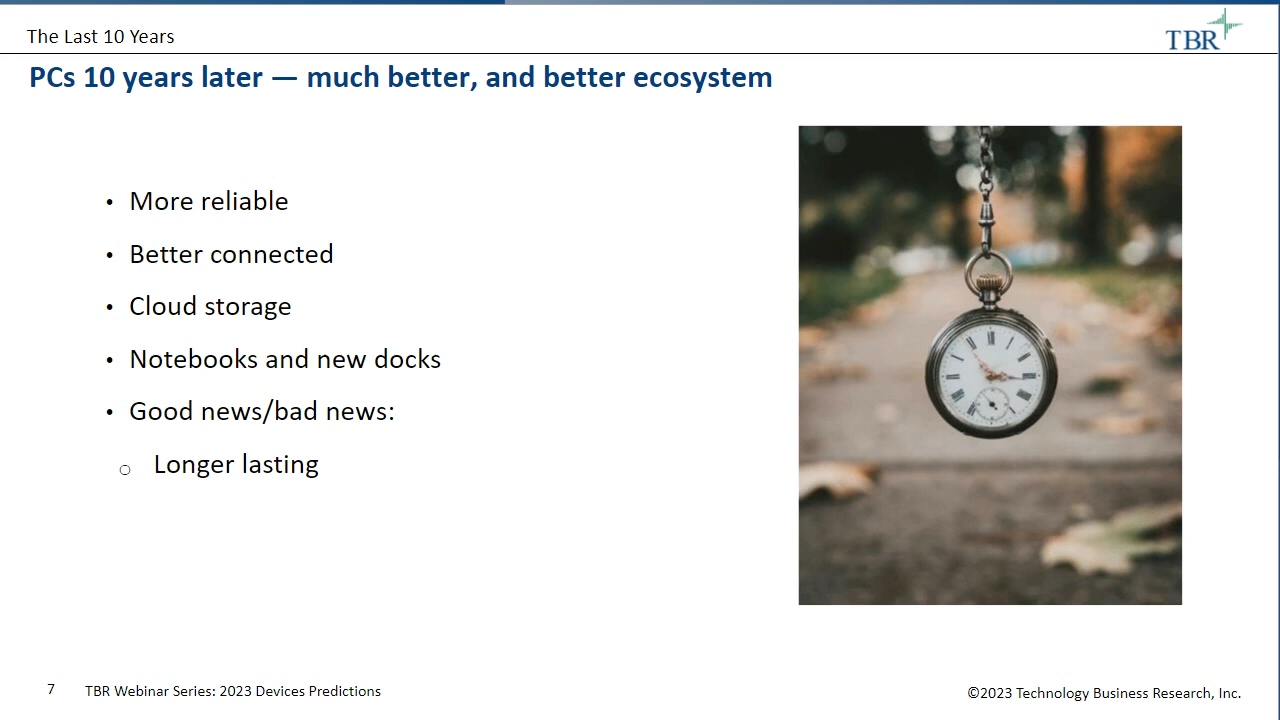 The Last 10 Years
TBR
PCs 10 years later — much better, and better ecosystem
• More reliable
• Better connected
• Cloud storage
• Notebooks and new docks
• Good news/bad news:
○ Longer lasting
7 TBR Webinar Series: 2023 Devices Predictions
©2023 Technology Business Research, Inc.